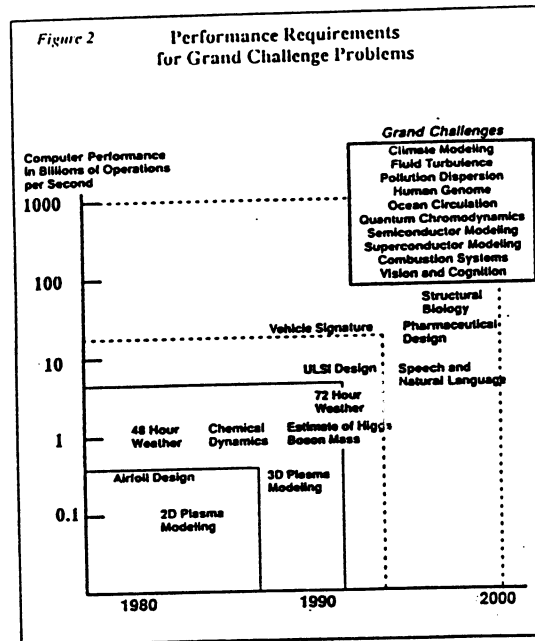 Figure 2
Performance Requirements
for Grand Challenge Problems
Grand Challenges
Climate Modeling
Fluid Turbulence
Pollution Dispersion
Human Genome
Ocean Circulation
Quantum Chromodynamics
Semiconductor Modeling
Superconductor Modeling
Combustion Systems
Vision and Cognition
Computer Performance
in Billions of Operations
per Second
1000
100
10
1
0.1
Structural
Biology
Vehicle Signature
Pharmaceutical
Design
ULSI Design
Speech and
Natural Language
72 Hour
Weather
48 Hour
Weather
Chemical
Dynamics
Estimate of Higgs
Boson Mass
Airfoil Design
3D Plasma
Modeling
2D Plasma
Modeling
1980
1990
2000